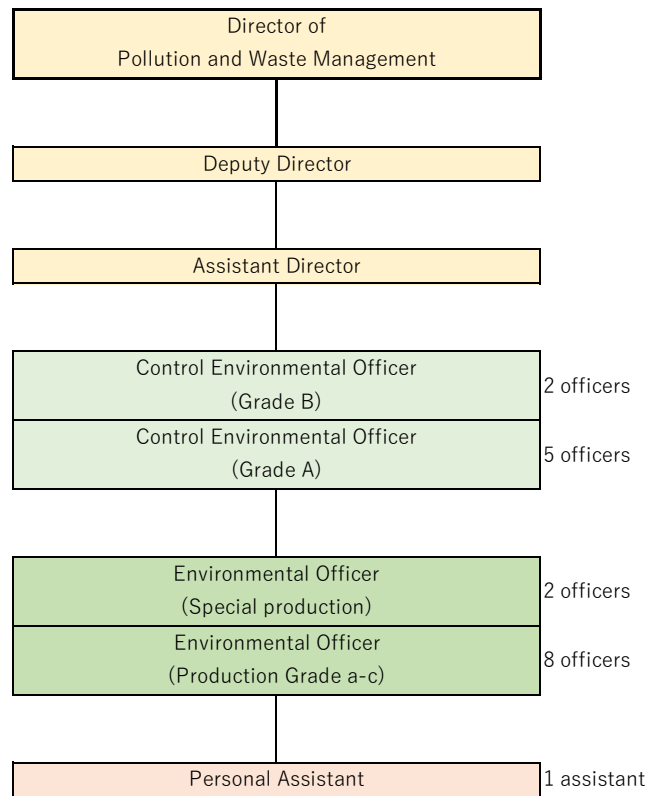 Director of
Pollution and Waste Management
Deputy Director
Assistant Director
Control Environmental Officer
(Grade B)
2 officers
Control Environmental Officer
(Grade A)
5 officers
Environmental Officer
(Special production)
2 officers
Environmental Officer
(Production Grade a-c)
8 officers
Personal Assistant
1 assistant